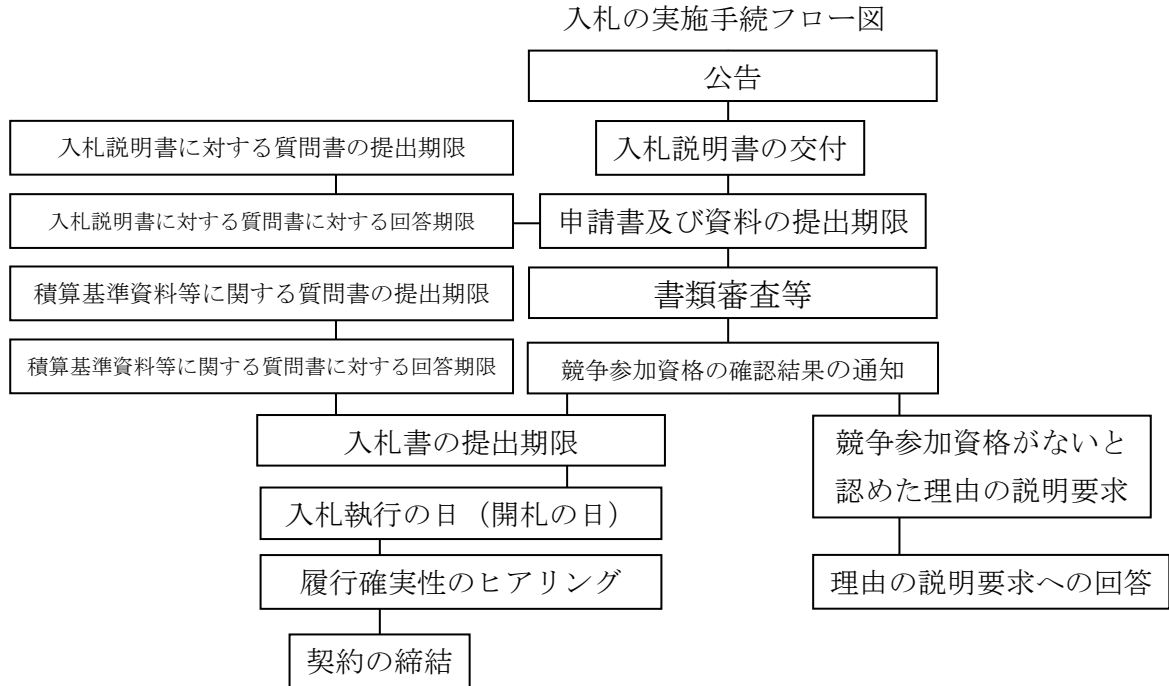 入札の実施手続フロー図
公告
入札説明書に対する質問書の提出期限
入札説明書の交付
入札説明書に対する質問書に対する回答期限
申請書及び資料の提出期限
積算基準資料等に関する質問書の提出期限
書類審査等
積算基準資料等に関する質問書に対する回答期限
競争参加資格の確認結果の通知
入札書の提出期限
競争参加資格がないと
認めた理由の説明要求
入札執行の日（開札の日）
履行確実性のヒアリング
理由の説明要求への回答
契約の締結